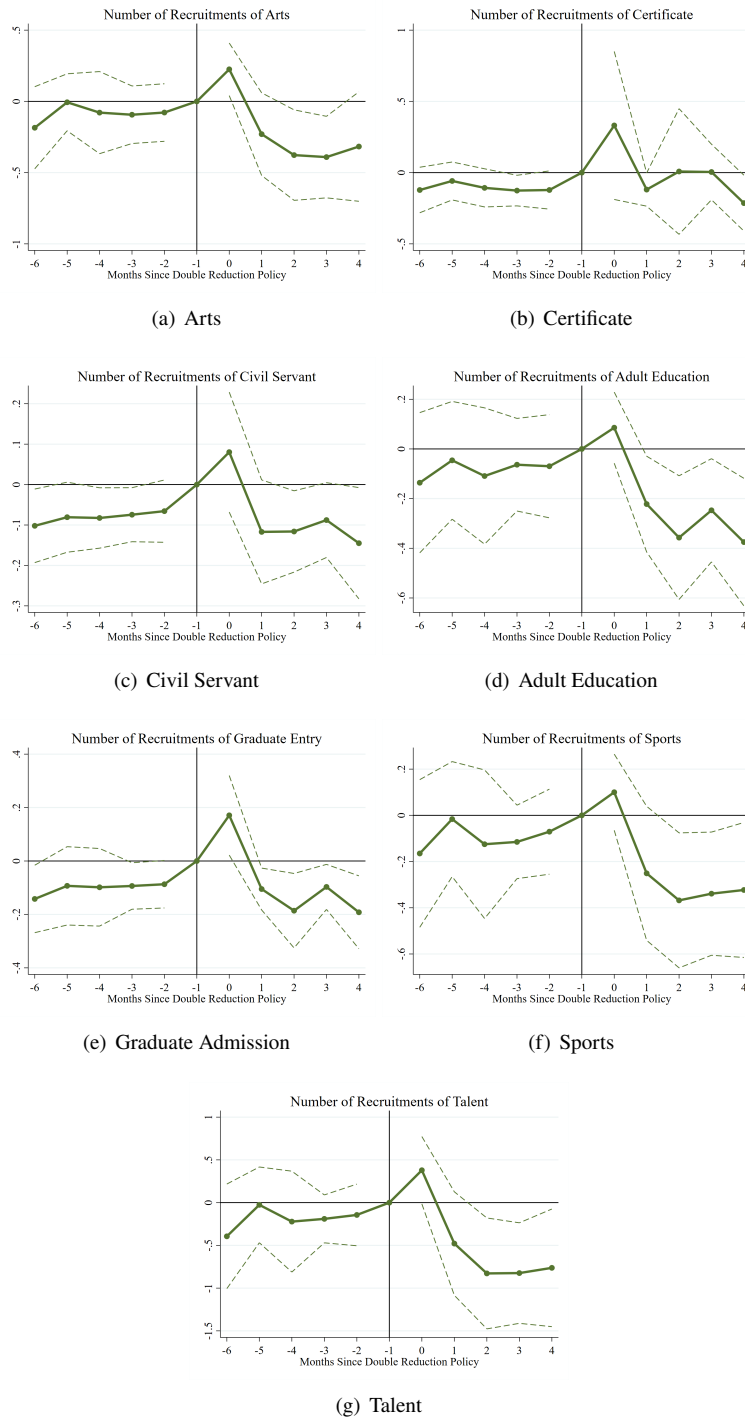 Number of Recruitments of Arts
.5
0
-.5
-1
-6 -5 -4 -3 -2 -1 0 1 2 3 4
Months Since Double Reduction Policy
(a) Arts
Number of Recruitments of Certificate
1
.5
0
-.5
-6 -5 -4 -3 -2 -1 0 1 2 3 4
Months Since Double Reduction Policy
(b) Certificate
Number of Recruitments of Civil Servant
.2
.1
0
-.1
-.2
-.3
-6 -5 -4 -3 -2 -1 0 1 2 3 4
Months Since Double Reduction Policy
(c) Civil Servant
Number of Recruitments of Adult Education
.2
0
-.2
-.4
-.6
-6 -5 -4 -3 -2 -1 0 1 2 3 4
Months Since Double Reduction Policy
(d) Adult Education
Number of Recruitments of Graduate Entry
.4
.2
0
-.2
-.4
-6 -5 -4 -3 -2 -1 0 1 2 3 4
Months Since Double Reduction Policy
(e) Graduate Admission
Number of Recruitments of Sports
.2
0
-.2
-.4
-.6
-6 -5 -4 -3 -2 -1 0 1 2 3 4
Months Since Double Reduction Policy
(f) Sports
Number of Recruitments of Talent
1
.5
0
-.5
-1
-1.5
-6 -5 -4 -3 -2 -1 0 1 2 3 4
Months Since Double Reduction Policy
(g) Talent